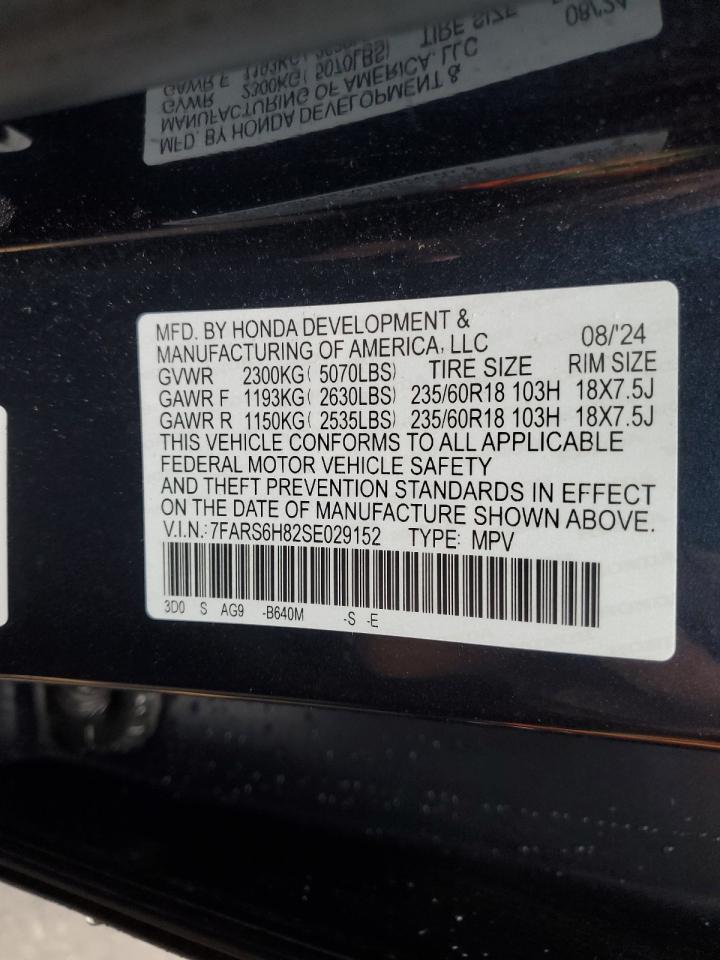 MFD. BY HONDA DEVELOPMENT &
MANUFACTURING OF AMERICA, LLC 08/'24
GVWR 2300KG( 5070LBS) TIRE SIZE RIM SIZE
GAWR F 1193KG( 2630LBS) 235/60R18 103H 18X7.5J
GAWR R 1150KG( 2535LBS) 235/60R18 103H 18X7.5J
THIS VEHICLE CONFORMS TO ALL APPLICABLE
FEDERAL MOTOR VEHICLE SAFETY
AND THEFT PREVENTION STANDARDS IN EFFECT
ON THE DATE OF MANUFACTURE SHOWN ABOVE.
V.I.N.: 7FARS6H82SE029152 TYPE: MPV
3D0 S AG9 -B640M -S -E